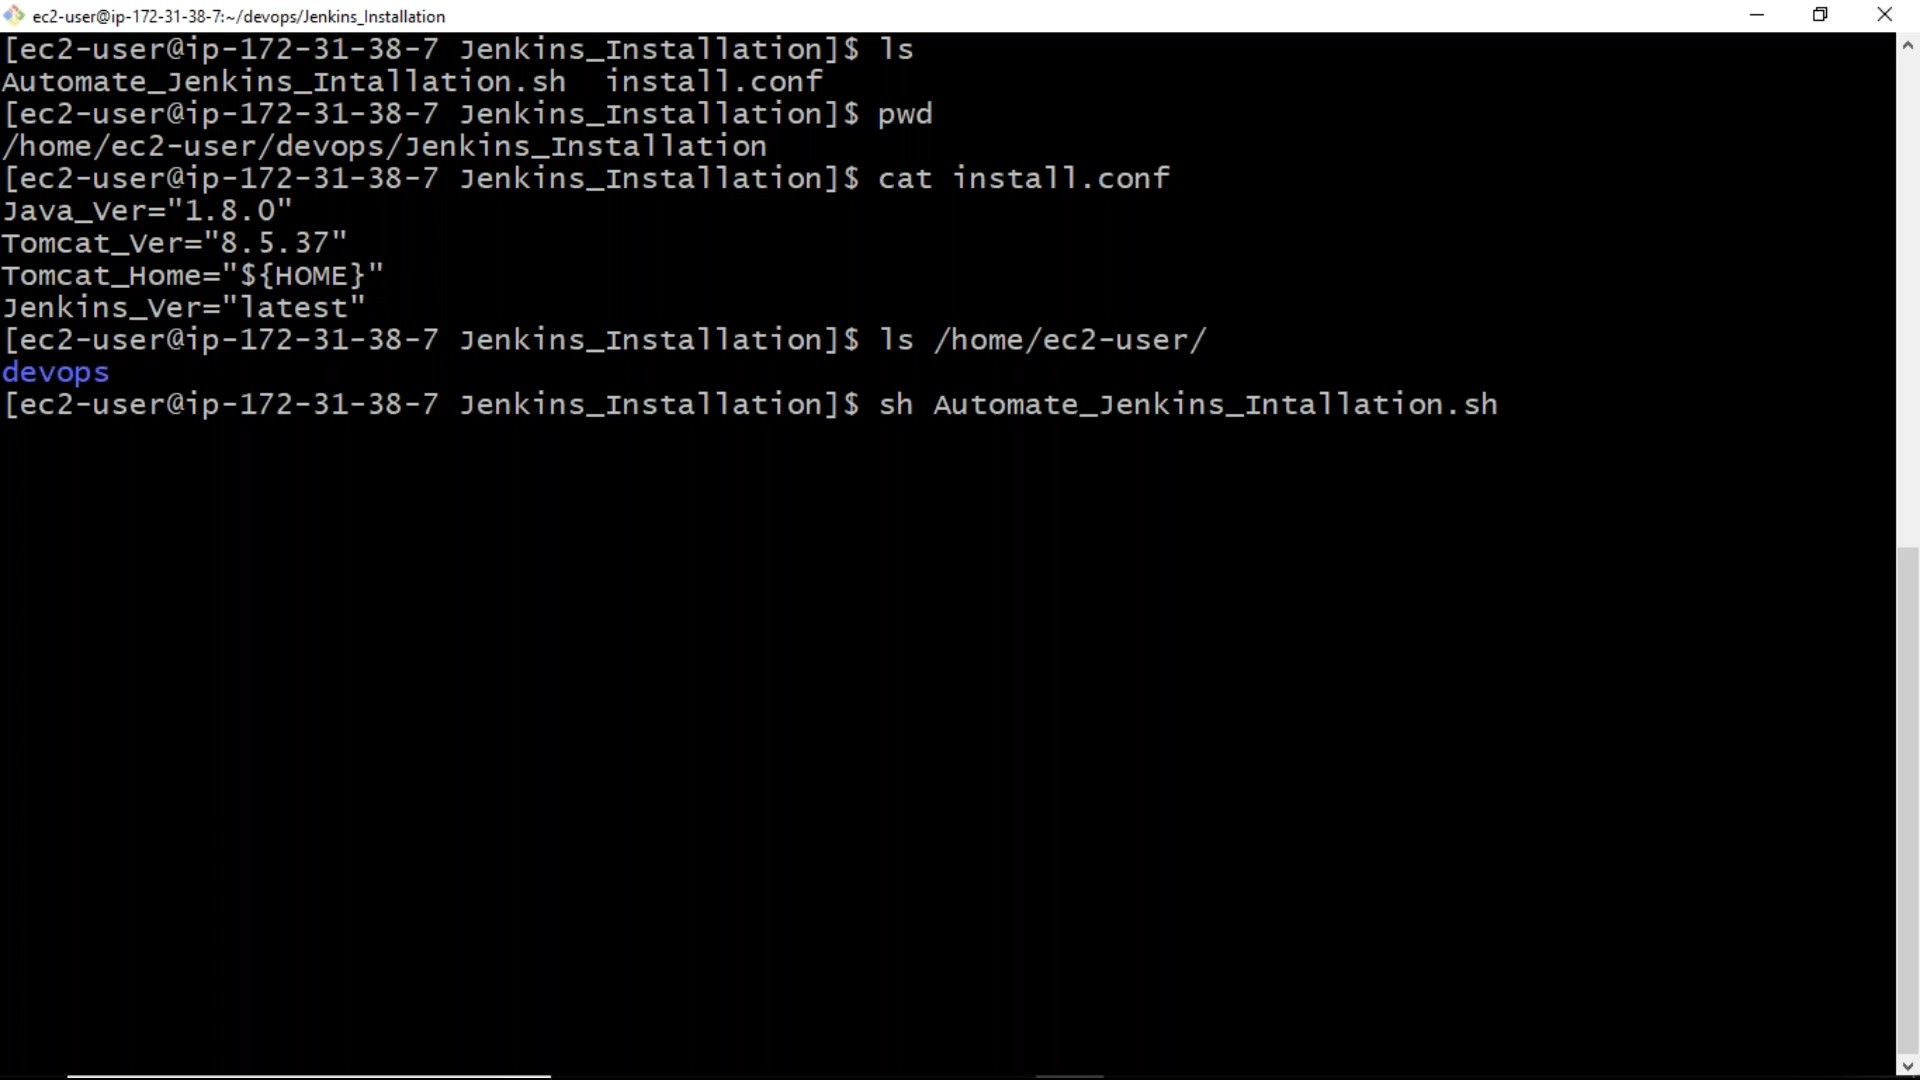 ec2-user@ip-172-31-38-7:~/devops/Jenkins_Installation
[ec2-user@ip-172-31-38-7 Jenkins_Installation]$ ls
Automate_Jenkins_Intallation.sh  install.conf
[ec2-user@ip-172-31-38-7 Jenkins_Installation]$ pwd
/home/ec2-user/devops/Jenkins_Installation
[ec2-user@ip-172-31-38-7 Jenkins_Installation]$ cat install.conf
Java_Ver="1.8.0"
Tomcat_Ver="8.5.37"
Tomcat_Home="${HOME}"
Jenkins_Ver="latest"
[ec2-user@ip-172-31-38-7 Jenkins_Installation]$ ls /home/ec2-user/
devops
[ec2-user@ip-172-31-38-7 Jenkins_Installation]$ sh Automate_Jenkins_Intallation.sh